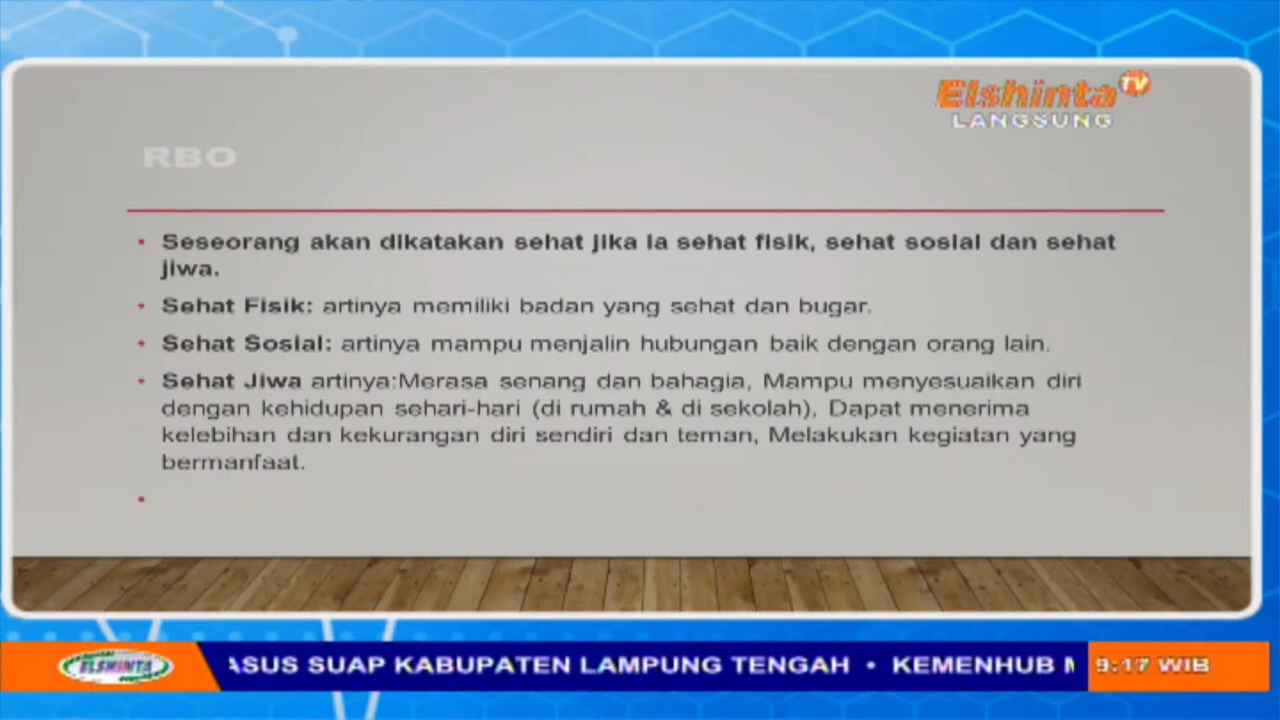 Elshinta TV
LANGSUNG
RBO
• Seseorang akan dikatakan sehat jika ia sehat fisik, sehat sosial dan sehat
jiwa.
• Sehat Fisik: artinya memiliki badan yang sehat dan bugar.
• Sehat Sosial: artinya mampu menjalin hubungan baik dengan orang lain.
• Sehat Jiwa artinya:Merasa senang dan bahagia, Mampu menyesuaikan diri
dengan kehidupan sehari-hari (di rumah & di sekolah), Dapat menerima
kelebihan dan kekurangan diri sendiri dan teman, Melakukan kegiatan yang
bermanfaat.
•
ELSHINTA
ASUS SUAP KABUPATEN LAMPUNG TENGAH • KEMENHUB
9:17 WIB